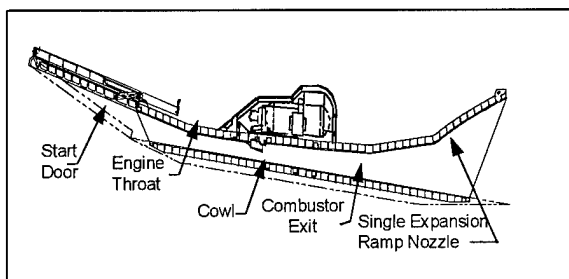 Start
Door
Engine
Throat
Cowl
Combustor
Exit
Single Expansion
Ramp Nozzle